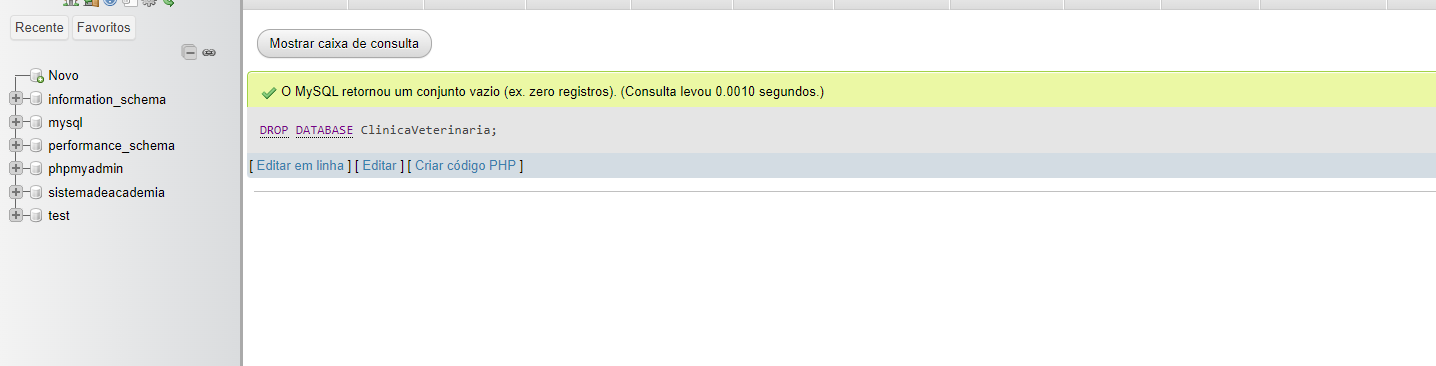 Recente Favoritos
Novo
information_schema
mysql
performance_schema
phpmyadmin
sistemadeacademia
test
Mostrar caixa de consulta
O MySQL retornou um conjunto vazio (ex. zero registros). (Consulta levou 0.0010 segundos.)
DROP DATABASE ClinicaVeterinaria;
[ Editar em linha ] [ Editar ] [ Criar código PHP ]